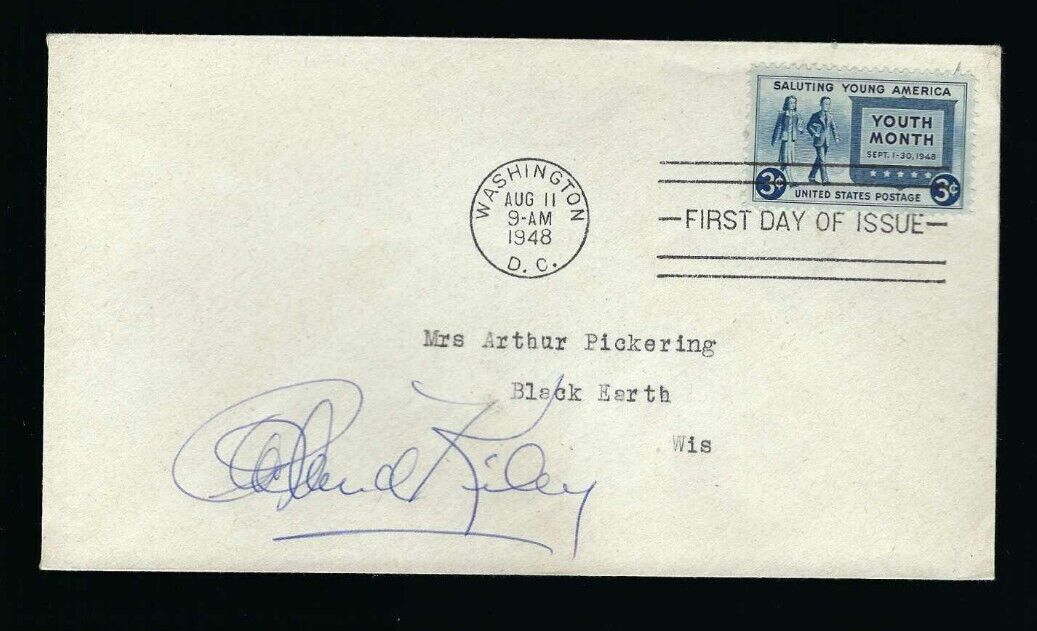 SALUTING YOUNG AMERICA
YOUTH
MONTH
SEPT. 1-30, 1948
3¢ 3¢
UNITED STATES POSTAGE
WASHINGTON
AUG 11
9-AM
1948
D. C.
FIRST DAY OF ISSUE
Mrs Arthur Pickering
Black Earth
Wis
Kiley